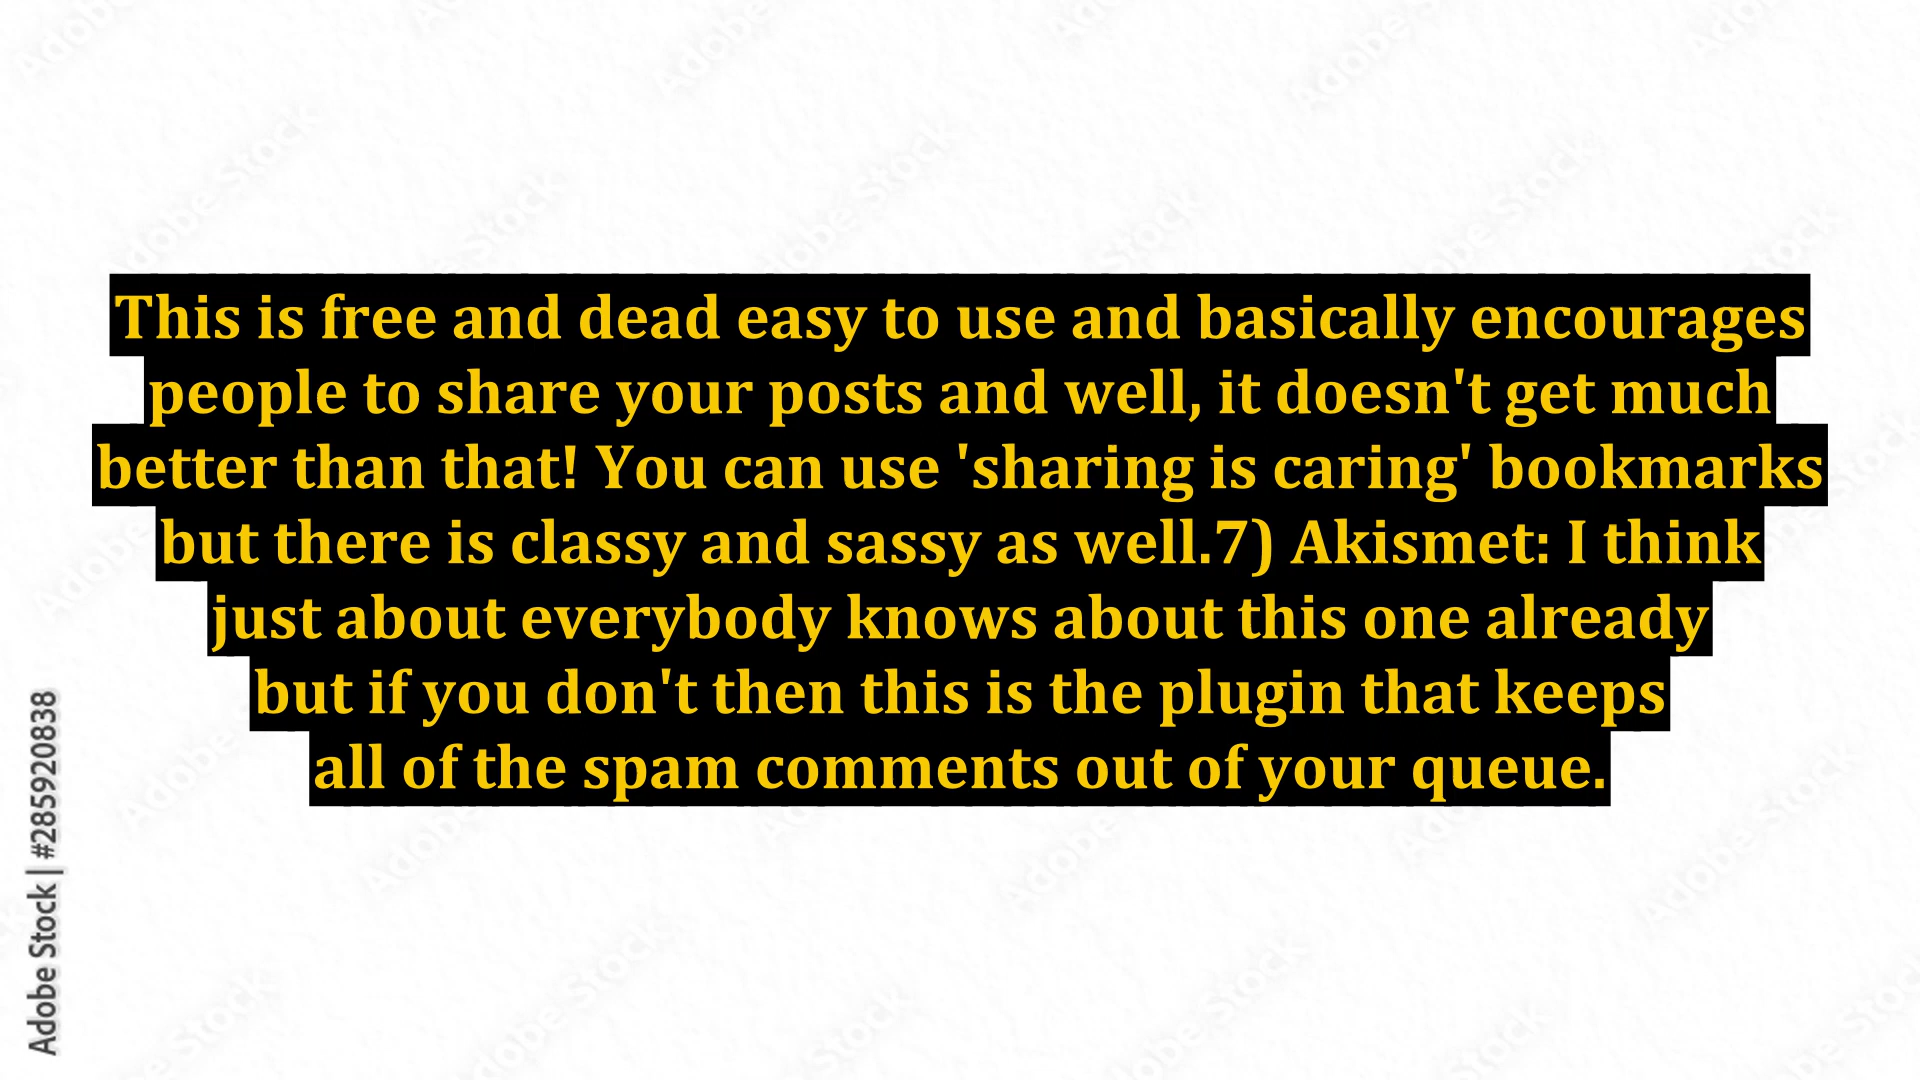 This is free and dead easy to use and basically encourages
people to share your posts and well, it doesn't get much
better than that! You can use 'sharing is caring' bookmarks
but there is classy and sassy as well.7) Akismet: I think
just about everybody knows about this one already
but if you don't then this is the plugin that keeps
all of the spam comments out of your queue.
Adobe Stock | #285920838